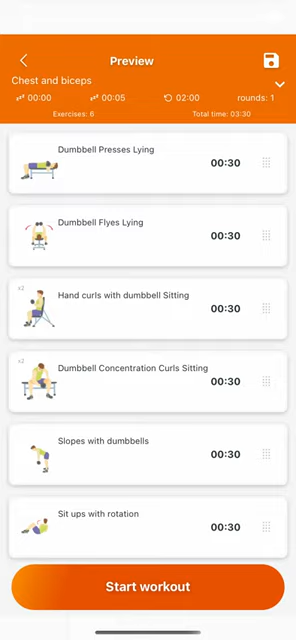 Preview
Chest and biceps
00:00 00:05 02:00 rounds: 1
Exercises: 6 Total time: 03:30
Dumbbell Presses Lying
00:30
Dumbbell Flyes Lying
00:30
x2
Hand curls with dumbbell Sitting
00:30
x2
Dumbbell Concentration Curls Sitting
00:30
Slopes with dumbbells
00:30
Sit ups with rotation
00:30
Start workout